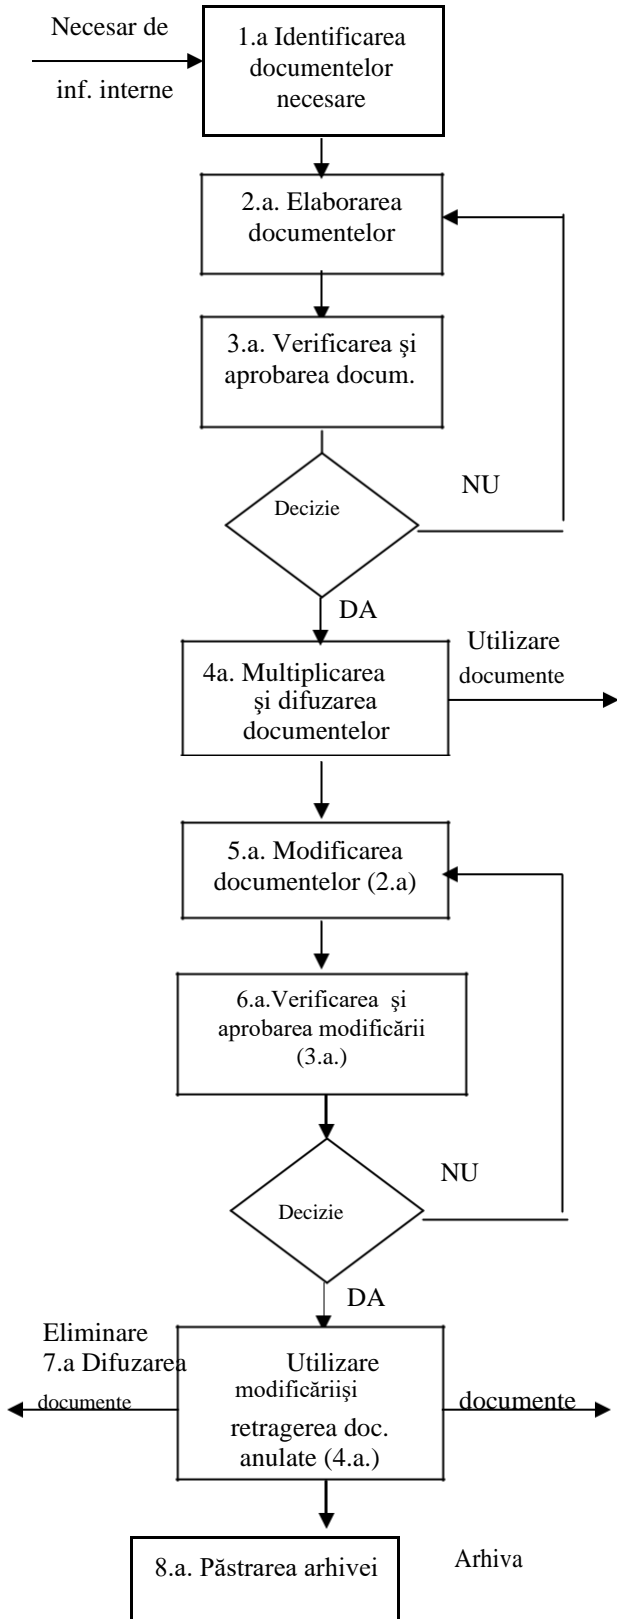 Necesar de
inf. interne
1.a Identificarea
documentelor
necesare
2.a. Elaborarea
documentelor
3.a. Verificarea şi
aprobarea docum.
Decizie
NU
DA
4a. Multiplicarea
şi difuzarea
documentelor
Utilizare
documente
5.a. Modificarea
documentelor (2.a)
6.a.Verificarea şi
aprobarea modificării
(3.a.)
Decizie
NU
DA
Eliminare
7.a Difuzarea Utilizare
documente modificăriişi documente
retragerea doc.
anulate (4.a.)
8.a. Păstrarea arhivei
Arhiva